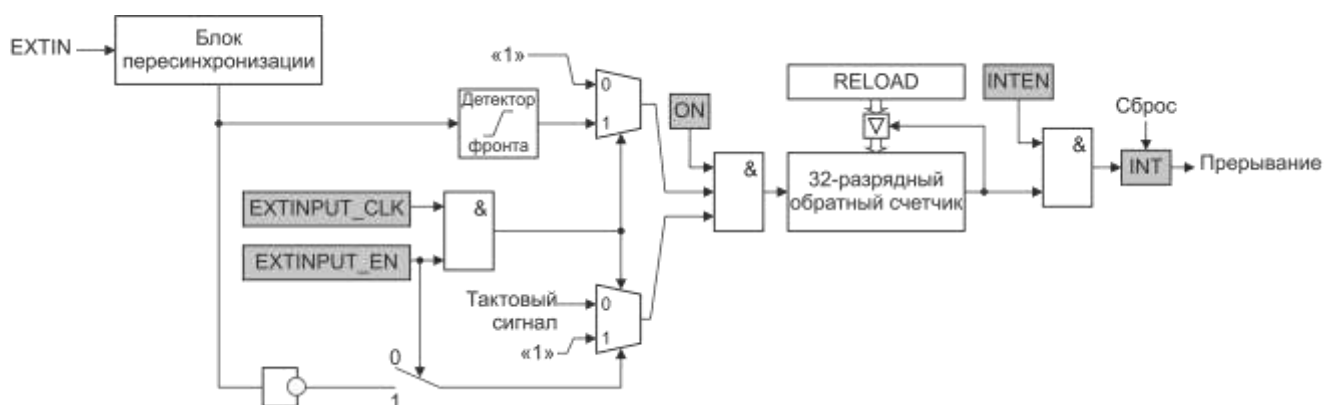 EXTIN
Блок
пересинхронизации
«1»
0
1
Детектор
фронта
ON
RELOAD
INTEN
Сброс
&
&
INT
Прерывание
32-разрядный
обратный счетчик
EXTINPUT_CLK
&
EXTINPUT_EN
Тактовый
сигнал
0
1
«1»
0
1